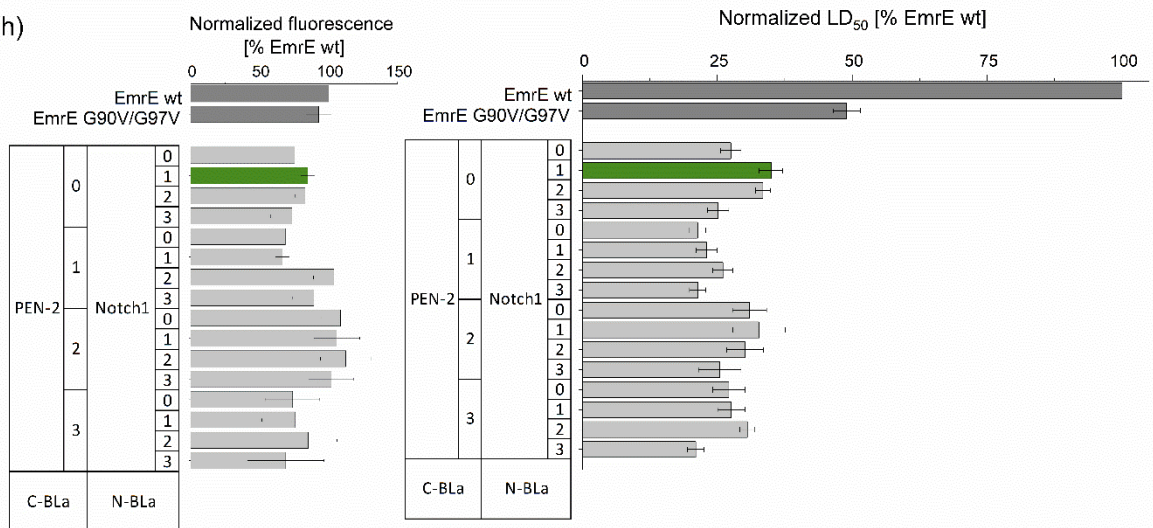 h)
Normalized fluorescence
[% EmrE wt]
0 50 100 150
EmrE wt
EmrE G90V/G97V
PEN-2
Notch1
0
0
1
2
3
1
0
1
2
3
2
0
1
2
3
3
0
1
2
3
C-BLa N-BLa
Normalized LD50 [% EmrE wt]
0 25 50 75 100
EmrE wt
EmrE G90V/G97V
PEN-2
Notch1
0
0
1
2
3
1
0
1
2
3
2
0
1
2
3
3
0
1
2
3
C-BLa N-BLa